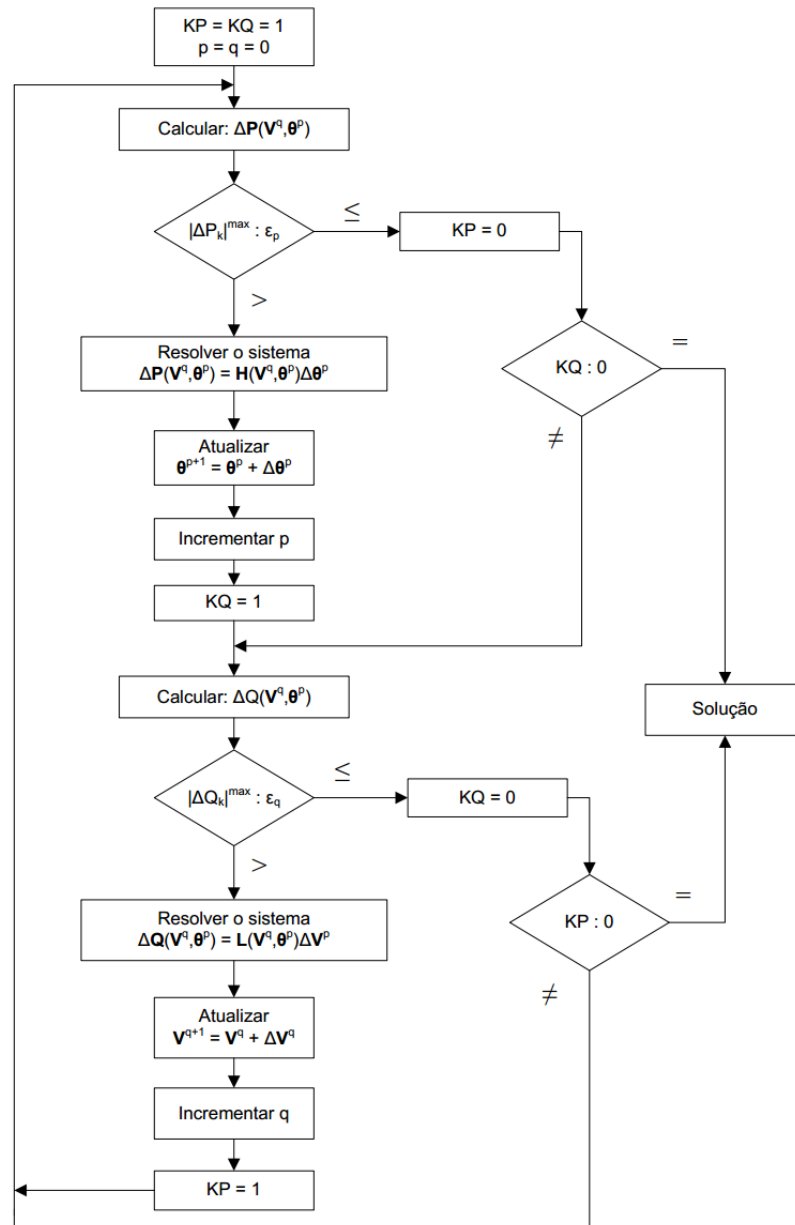 KP = KQ = 1
p = q = 0
Calcular: ΔP(V^q,θ^p)
|ΔP_k|^max : ε_p
≤
KP = 0
>
Resolver o sistema
ΔP(V^q,θ^p) = H(V^q,θ^p)Δθ^p
KQ : 0
=
≠
Atualizar
θ^p+1 = θ^p + Δθ^p
Incrementar p
KQ = 1
Calcular: ΔQ(V^q,θ^p)
Solução
|ΔQ_k|^max : ε_q
≤
KQ = 0
>
Resolver o sistema
ΔQ(V^q,θ^p) = L(V^q,θ^p)ΔV^p
KP : 0
=
≠
Atualizar
V^q+1 = V^q + ΔV^q
Incrementar q
KP = 1